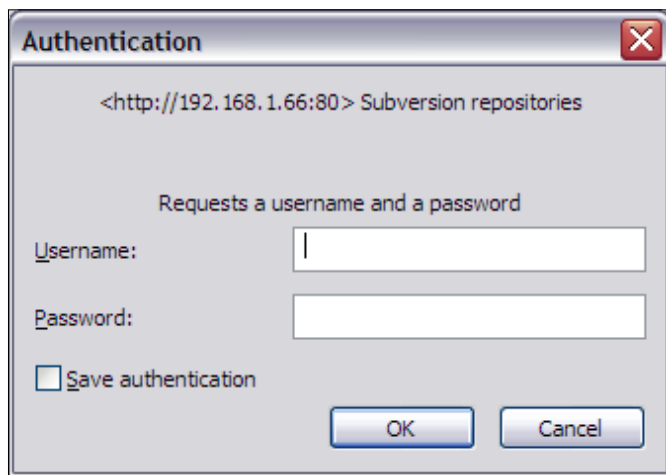 Authentication
<http://192.168.1.66:80> Subversion repositories
Requests a username and a password
Username:
Password:
Save authentication
OK Cancel